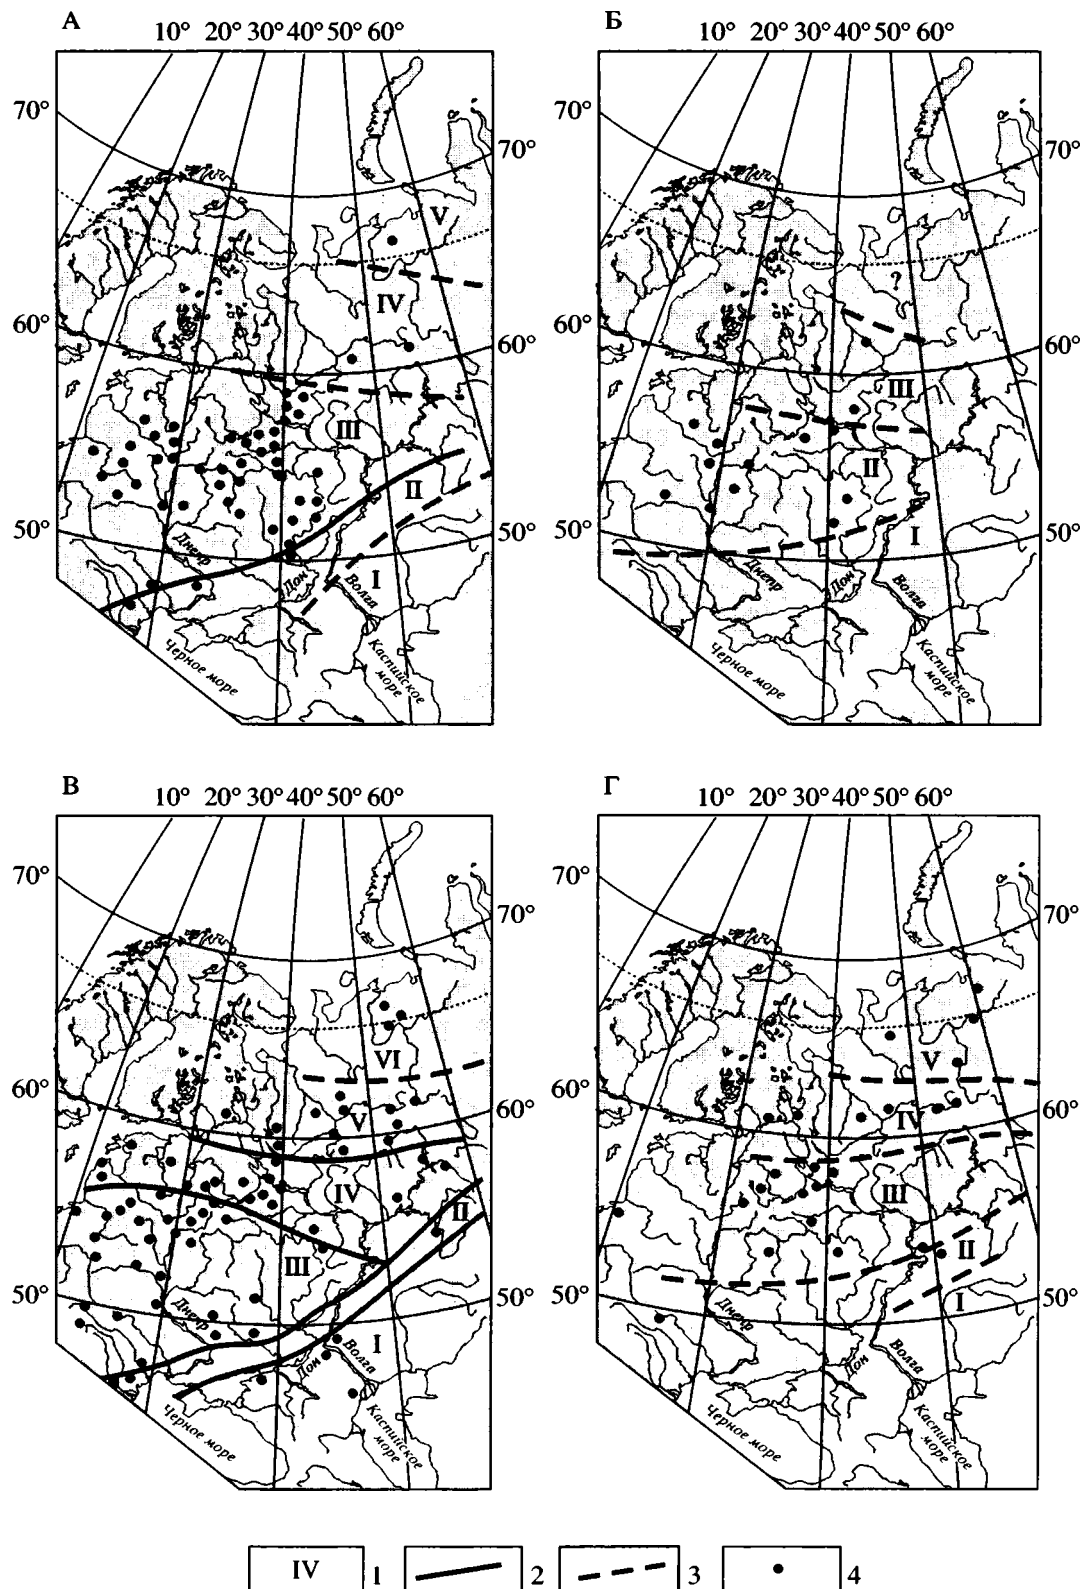 А
10° 20° 30° 40° 50° 60°
70°
70°
60°
60°
50°
50°
V
IV
III
II
I
Днепр
Дон
Волга
Черное море
Каспийское море
Б
10° 20° 30° 40° 50° 60°
70°
70°
60°
60°
50°
50°
?
III
II
I
Днепр
Дон
Волга
Черное море
Каспийское море
В
10° 20° 30° 40° 50° 60°
70°
70°
60°
60°
50°
50°
VI
V
IV
II
III
I
Днепр
Дон
Волга
Черное море
Каспийское море
Г
10° 20° 30° 40° 50° 60°
70°
70°
60°
60°
50°
50°
V
IV
III
II
I
Днепр
Дон
Волга
Черное море
Каспийское море
IV 1 2 3 4